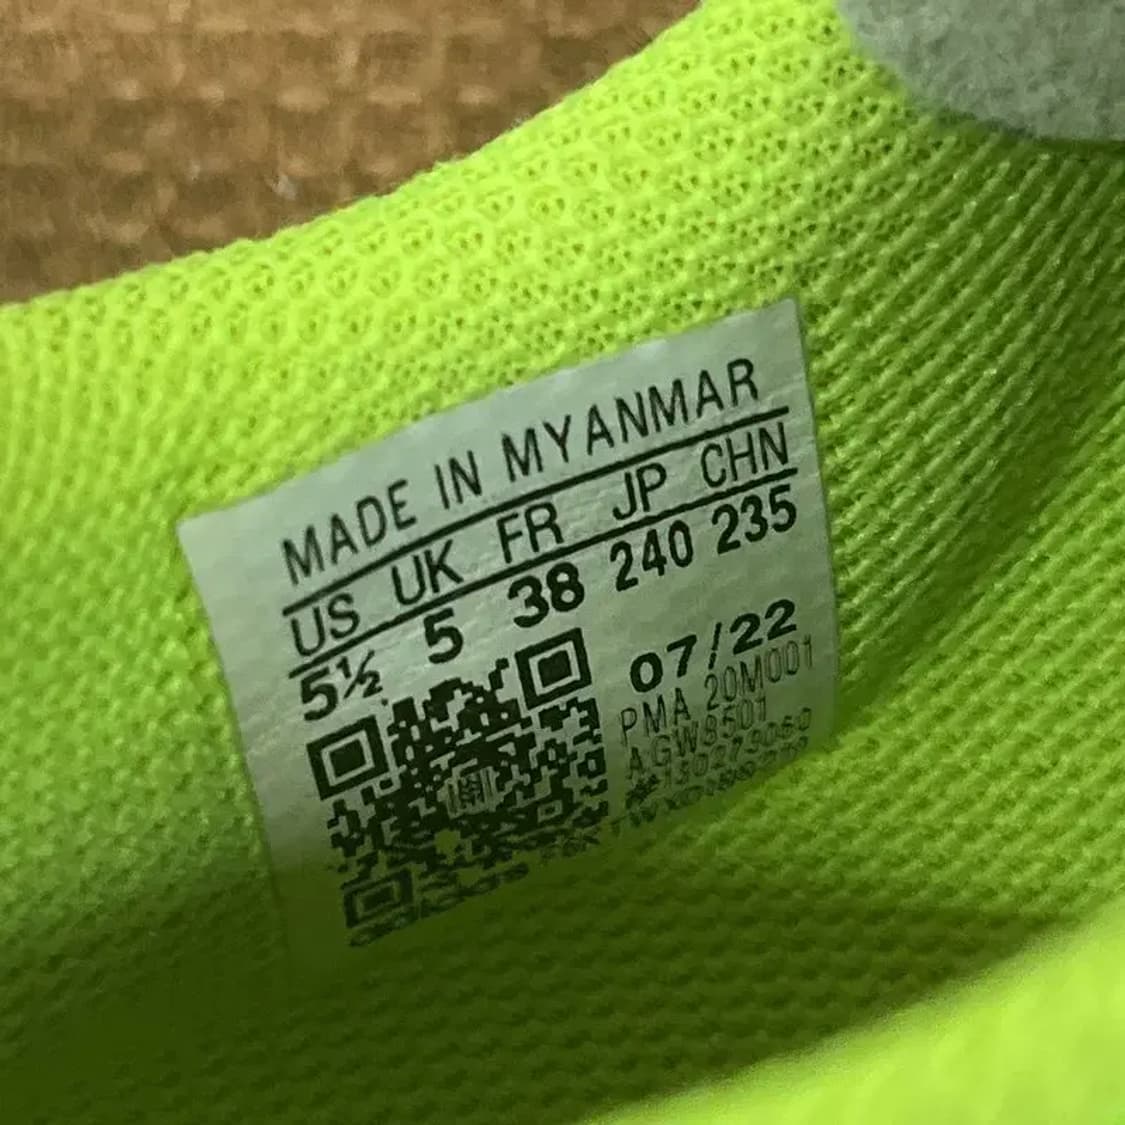 MADE IN MYANMAR
US UK FR JP CHN
5½ 5 38 240 235
07/22
PMA 20M001
A GW8501
adidas